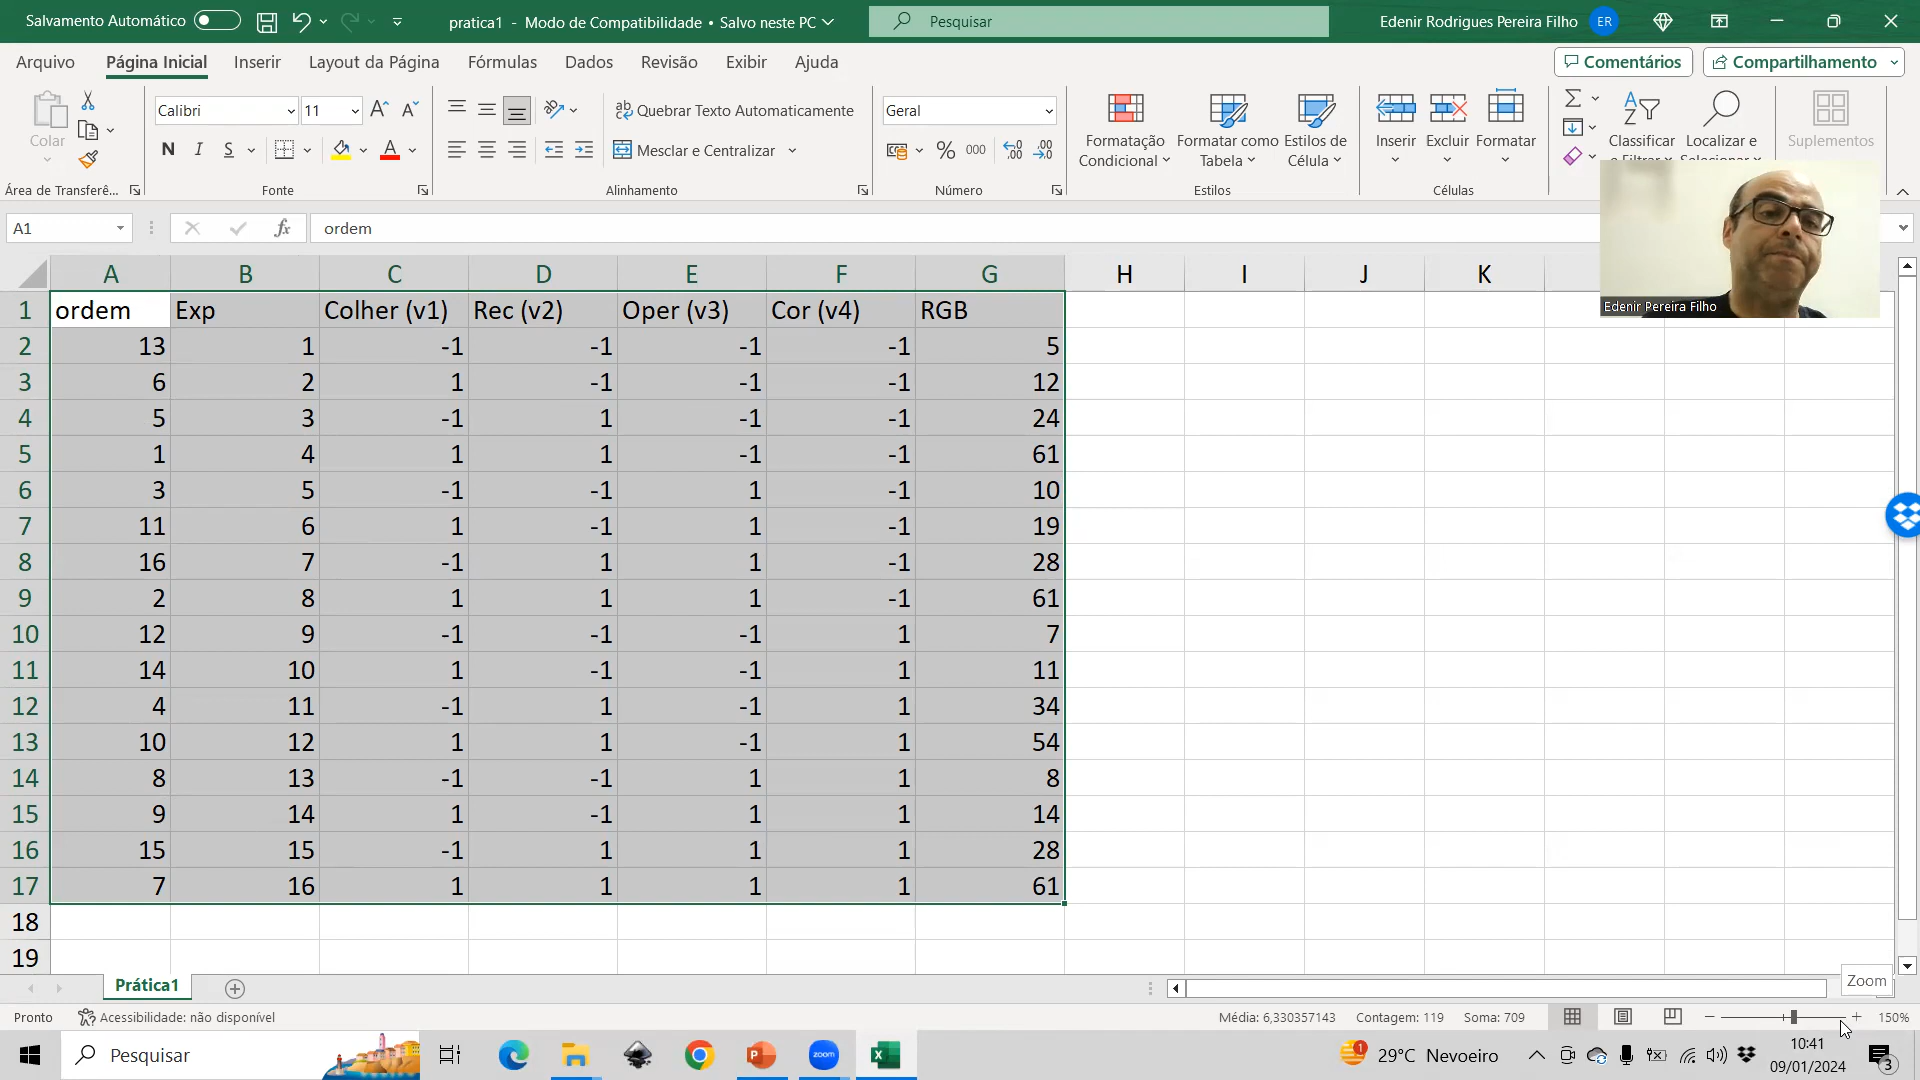 Salvamento Automático
pratica1 - Modo de Compatibilidade • Salvo neste PC
Pesquisar
Edenir Rodrigues Pereira Filho
ER
Arquivo Página Inicial Inserir Layout da Página Fórmulas Dados Revisão Exibir Ajuda
Comentários
Compartilhamento
Colar
Calibri 11
N I S
Quebrar Texto Automaticamente
Mesclar e Centralizar
Geral
% 000
Formatação Condicional
Formatar como Tabela
Estilos de Célula
Inserir Excluir Formatar
Classificar e Filtrar
Localizar e Selecionar
Suplementos
Área de Transferê... Fonte Alinhamento Número Estilos Células
A1
fx
ordem
Edenir Pereira Filho
A B C D E F G H I J K
1 ordem Exp Colher (v1) Rec (v2) Oper (v3) Cor (v4) RGB
2 13 1 -1 -1 -1 -1 5
3 6 2 1 -1 -1 -1 12
4 5 3 -1 1 -1 -1 24
5 1 4 1 1 -1 -1 61
6 3 5 -1 -1 1 -1 10
7 11 6 1 -1 1 -1 19
8 16 7 -1 1 1 -1 28
9 2 8 1 1 1 -1 61
10 12 9 -1 -1 -1 1 7
11 14 10 1 -1 -1 1 11
12 4 11 -1 1 -1 1 34
13 10 12 1 1 -1 1 54
14 8 13 -1 -1 1 1 8
15 9 14 1 -1 1 1 14
16 15 15 -1 1 1 1 28
17 7 16 1 1 1 1 61
18
19
Prática1
Zoom
Pronto
Acessibilidade: não disponível
Média: 6,330357143 Contagem: 119 Soma: 709
150%
Pesquisar
zoom
29°C Nevoeiro
10:41
09/01/2024
3